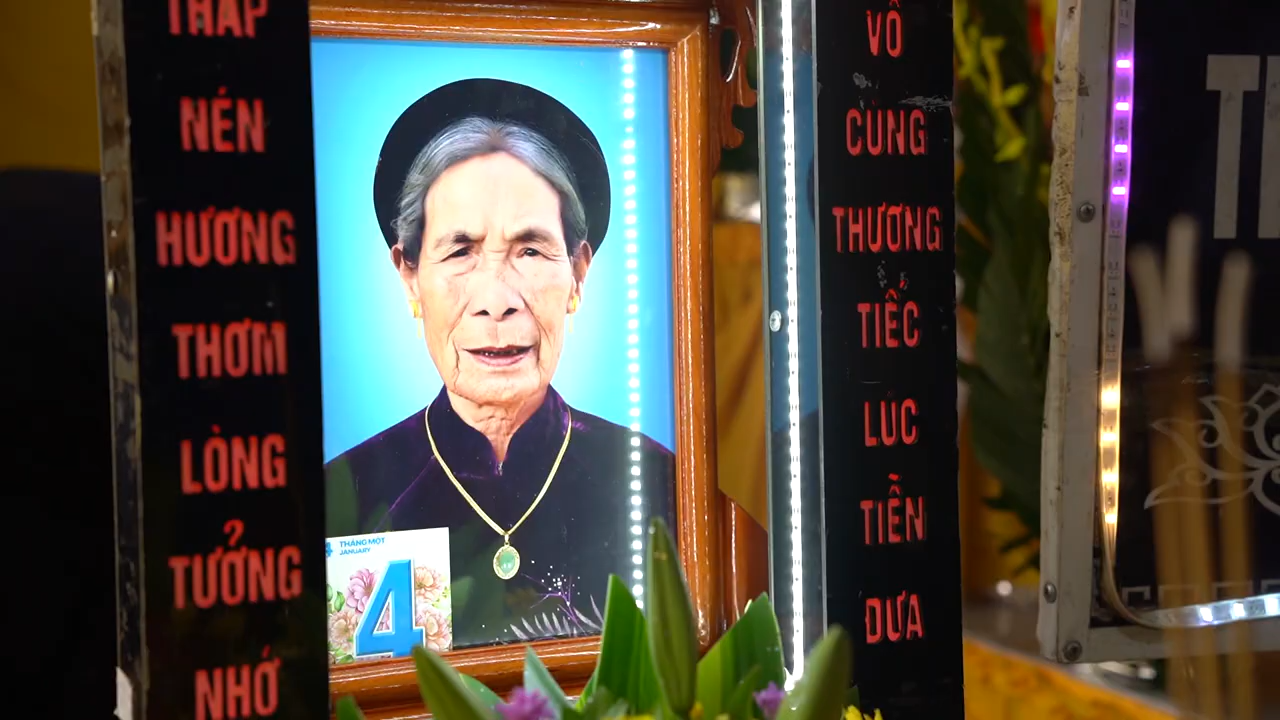 THẮP
NÉN
HƯƠNG
THƠM
LÒNG
TƯỞNG
NHỚ
THÁNG MỘT
JANUARY
4
VÔ
CÙNG
THƯƠNG
TIẾC
LÚC
TIỄN
ĐƯA